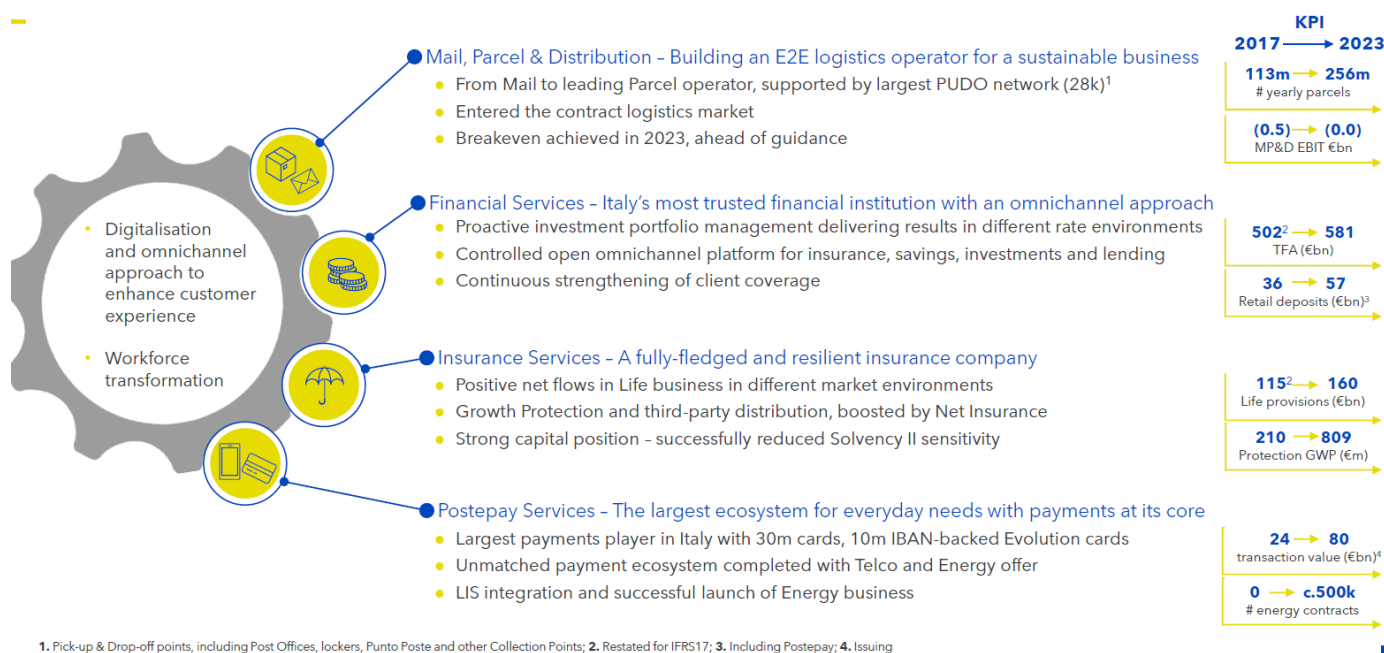 KPI
2017 → 2023
Mail, Parcel & Distribution – Building an E2E logistics operator for a sustainable business
From Mail to leading Parcel operator, supported by largest PUDO network (28k)¹
Entered the contract logistics market
Breakeven achieved in 2023, ahead of guidance
113m → 256m
# yearly parcels
(0.5) → (0.0)
MP&D EBIT €bn
• Digitalisation
and omnichannel
approach to
enhance customer
experience
• Workforce
transformation
Financial Services – Italy's most trusted financial institution with an omnichannel approach
Proactive investment portfolio management delivering results in different rate environments
Controlled open omnichannel platform for insurance, savings, investments and lending
Continuous strengthening of client coverage
502² → 581
TFA (€bn)
36 → 57
Retail deposits (€bn)³
Insurance Services – A fully-fledged and resilient insurance company
Positive net flows in Life business in different market environments
Growth Protection and third-party distribution, boosted by Net Insurance
Strong capital position – successfully reduced Solvency II sensitivity
115² → 160
Life provisions (€bn)
210 → 809
Protection GWP (€m)
Postepay Services – The largest ecosystem for everyday needs with payments at its core
Largest payments player in Italy with 30m cards, 10m IBAN-backed Evolution cards
Unmatched payment ecosystem completed with Telco and Energy offer
LIS integration and successful launch of Energy business
24 → 80
transaction value (€bn)⁴
0 → c.500k
# energy contracts
1. Pick-up & Drop-off points, including Post Offices, lockers, Punto Poste and other Collection Points; 2. Restated for IFRS17; 3. Including Postepay; 4. Issuing